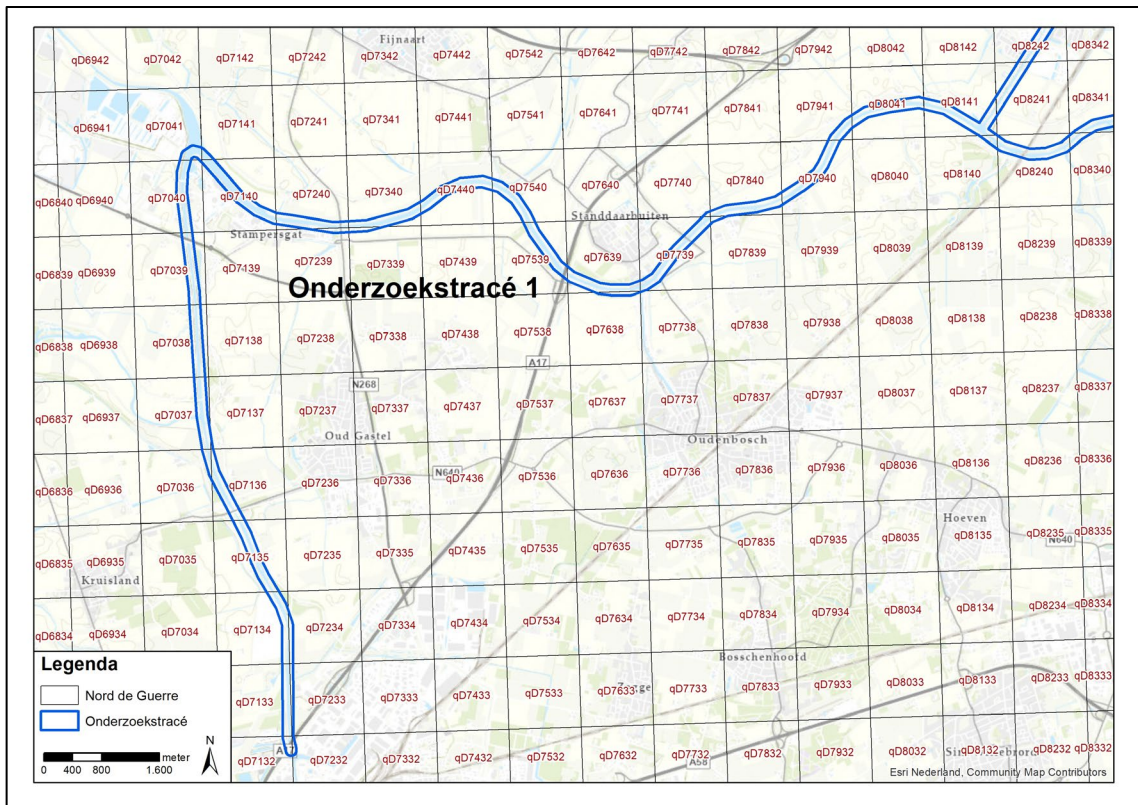 Fijnaart
qD6942 qD7042 qD7142 qD7242 qD7342 qD7442 qD7542 qD7642 qD7742 qD7842 qD7942 qD8042 qD8142 qD8242 qD8342
qD6941 qD7041 qD7141 qD7241 qD7341 qD7441 qD7541 qD7641 qD7741 qD7841 qD7941 qD8041 qD8141 qD8241 qD8341
qD6840 qD6940 qD7040 qD7140 qD7240 qD7340 qD7440 qD7540 qD7640 qD7740 qD7840 qD7940 qD8040 qD8140 qD8240 qD8340
Stampersgat Standdaarbuiten
qD6839 qD6939 qD7039 qD7139 qD7239 qD7339 qD7439 qD7539 qD7639 qD7739 qD7839 qD7939 qD8039 qD8139 qD8239 qD8339
Onderzoekstracé 1
qD6838 qD6938 qD7038 qD7138 qD7238 qD7338 qD7438 qD7538 qD7638 qD7738 qD7838 qD7938 qD8038 qD8138 qD8238 qD8338
A17
N268
qD6837 qD6937 qD7037 qD7137 qD7237 qD7337 qD7437 qD7537 qD7637 qD7737 qD7837 qD7937 qD8037 qD8137 qD8237 qD8337
Oud Gastel Oudenbosch
N640
qD6836 qD6936 qD7036 qD7136 qD7236 qD7336 qD7436 qD7536 qD7636 qD7736 qD7836 qD7936 qD8036 qD8136 qD8236 qD8336
Hoeven
N640
qD6835 qD6935 qD7035 qD7135 qD7235 qD7335 qD7435 qD7535 qD7635 qD7735 qD7835 qD7935 qD8035 qD8135 qD8235 qD8335
Kruisland
qD6834 qD6934 qD7034 qD7134 qD7234 qD7334 qD7434 qD7534 qD7634 qD7734 qD7834 qD7934 qD8034 qD8134 qD8234 qD8334
Bosschenhoofd
qD7133 qD7233 qD7333 qD7433 qD7533 qD7633 qD7733 qD7833 qD7933 qD8033 qD8133 qD8233 qD8333
qD7132 qD7232 qD7332 qD7432 qD7532 qD7632 qD7732 qD7832 qD7932 qD8032 qD8132 qD8232 qD8332
A58
Legenda
Nord de Guerre
Onderzoekstracé
meter
0 400 800 1.600
N
Esri Nederland, Community Map Contributors